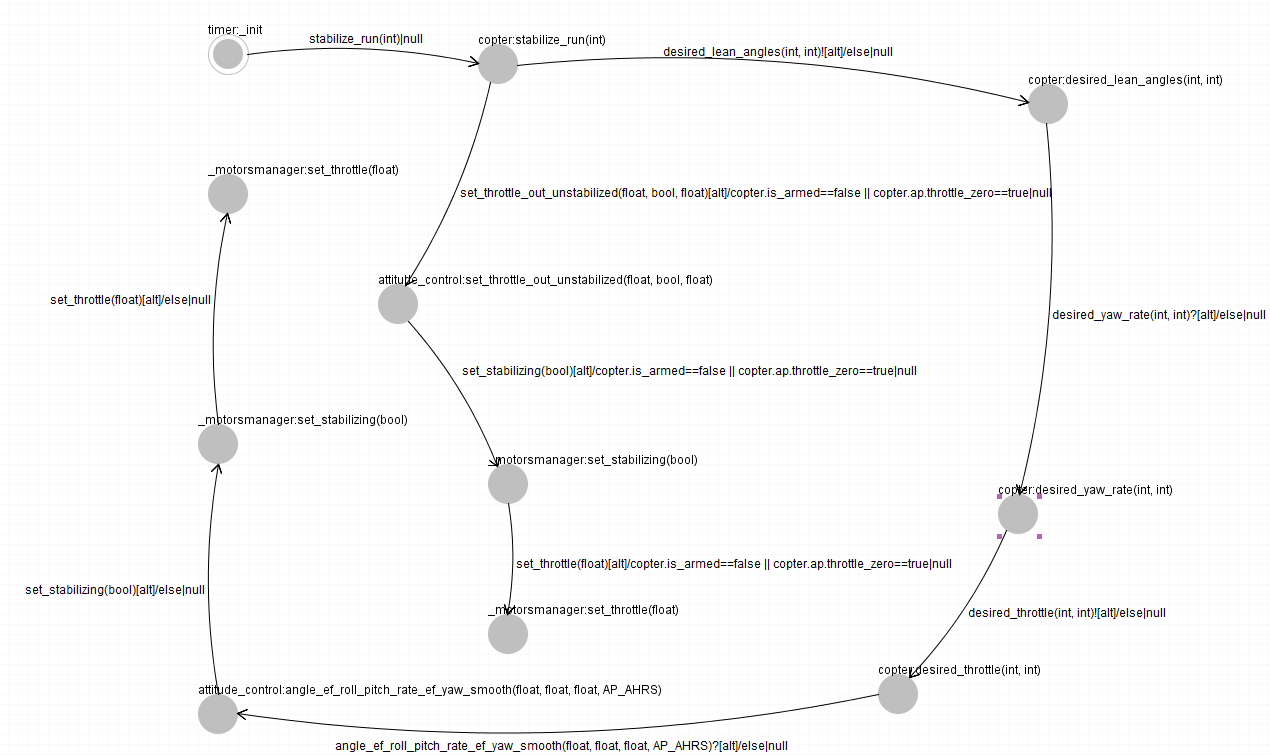 timer:_init
stabilize_run(int)|null
copter:stabilize_run(int)
desired_lean_angles(int, int)![alt]/else|null
copter:desired_lean_angles(int, int)
_motorsmanager:set_throttle(float)
set_throttle_out_unstabilized(float, bool, float)[alt]/copter.is_armed==false || copter.ap.throttle_zero==true|null
attitude_control:set_throttle_out_unstabilized(float, bool, float)
set_throttle(float)[alt]/else|null
desired_yaw_rate(int, int)?[alt]/else|null
set_stabilizing(bool)[alt]/copter.is_armed==false || copter.ap.throttle_zero==true|null
_motorsmanager:set_stabilizing(bool)
_motorsmanager:set_stabilizing(bool)
copter:desired_yaw_rate(int, int)
set_throttle(float)[alt]/copter.is_armed==false || copter.ap.throttle_zero==true|null
set_stabilizing(bool)[alt]/else|null
_motorsmanager:set_throttle(float)
desired_throttle(int, int)![alt]/else|null
copter:desired_throttle(int, int)
attitude_control:angle_ef_roll_pitch_rate_ef_yaw_smooth(float, float, float, AP_AHRS)
angle_ef_roll_pitch_rate_ef_yaw_smooth(float, float, float, AP_AHRS)?[alt]/else|null